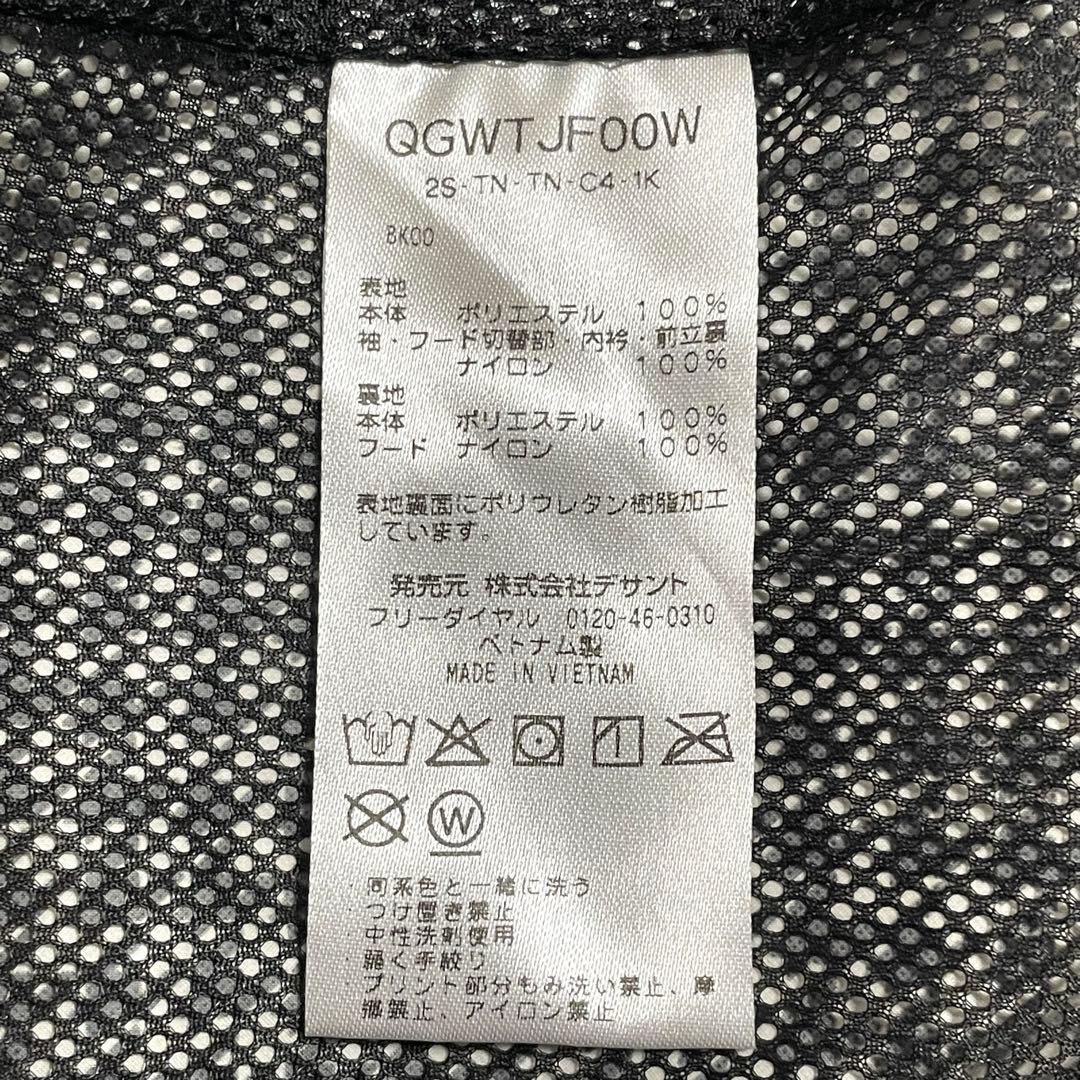 QGWTJF00W
2S-TN-TN-C4-1K
BK00
表地
本体 ポリエステル 100%
袖・フード切替部・内衿・前立裏
ナイロン 100%
裏地
本体 ポリエステル 100%
フード ナイロン 100%
表地裏面にポリウレタン樹脂加工
しています。
発売元 株式会社デサント
フリーダイヤル 0120-46-0310
ベトナム製
MADE IN VIETNAM
W
・同系色と一緒に洗う
・つけ置き禁止
・中性洗剤使用
・弱く手絞り
・プリント部分もみ洗い禁止、摩
擦禁止、アイロン禁止